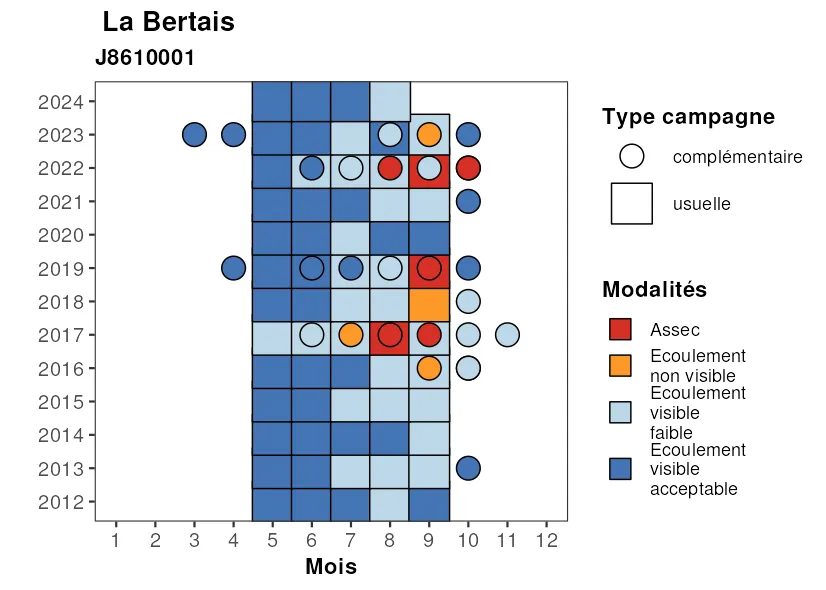 La Bertais
J8610001
2024
2023
2022
2021
2020
2019
2018
2017
2016
2015
2014
2013
2012
1 2 3 4 5 6 7 8 9 10 11 12
Mois
Type campagne
complémentaire
usuelle
Modalités
Assec
Ecoulement
non visible
Ecoulement
visible
faible
Ecoulement
visible
acceptable